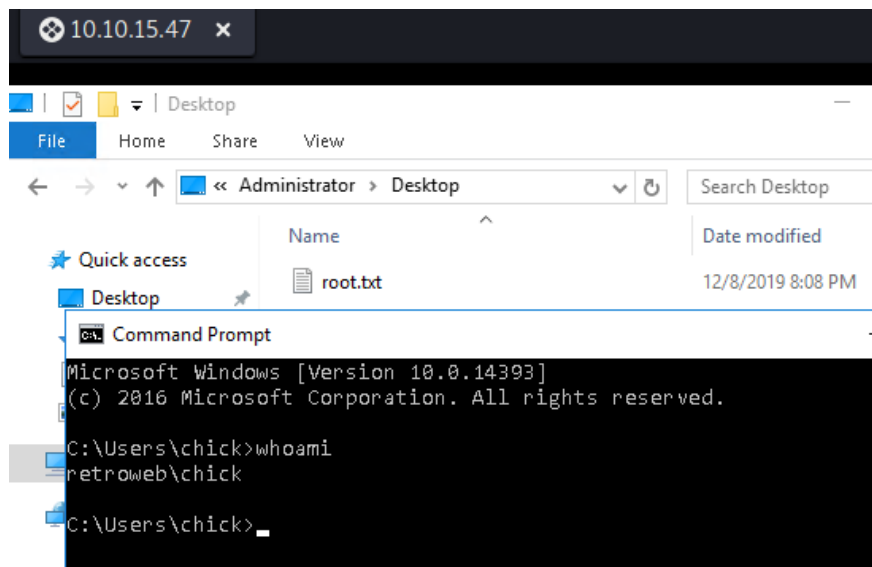 10.10.15.47 ×
Desktop
File Home Share View
« Administrator › Desktop Search Desktop
Name Date modified
Quick access
root.txt 12/8/2019 8:08 PM
Desktop
Command Prompt
Microsoft Windows [Version 10.0.14393]
(c) 2016 Microsoft Corporation. All rights reserved.
C:\Users\chick>whoami
retroweb\chick
C:\Users\chick>